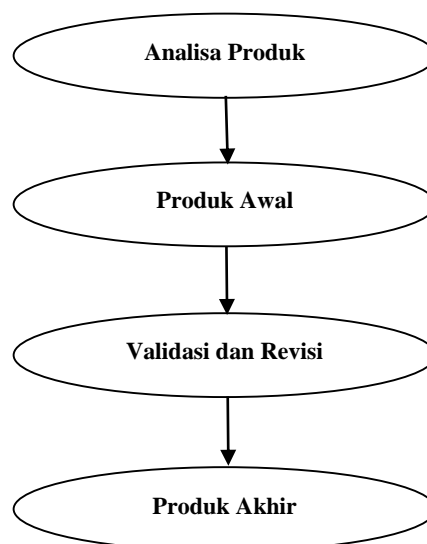 Analisa Produk
Produk Awal
Validasi dan Revisi
Produk Akhir